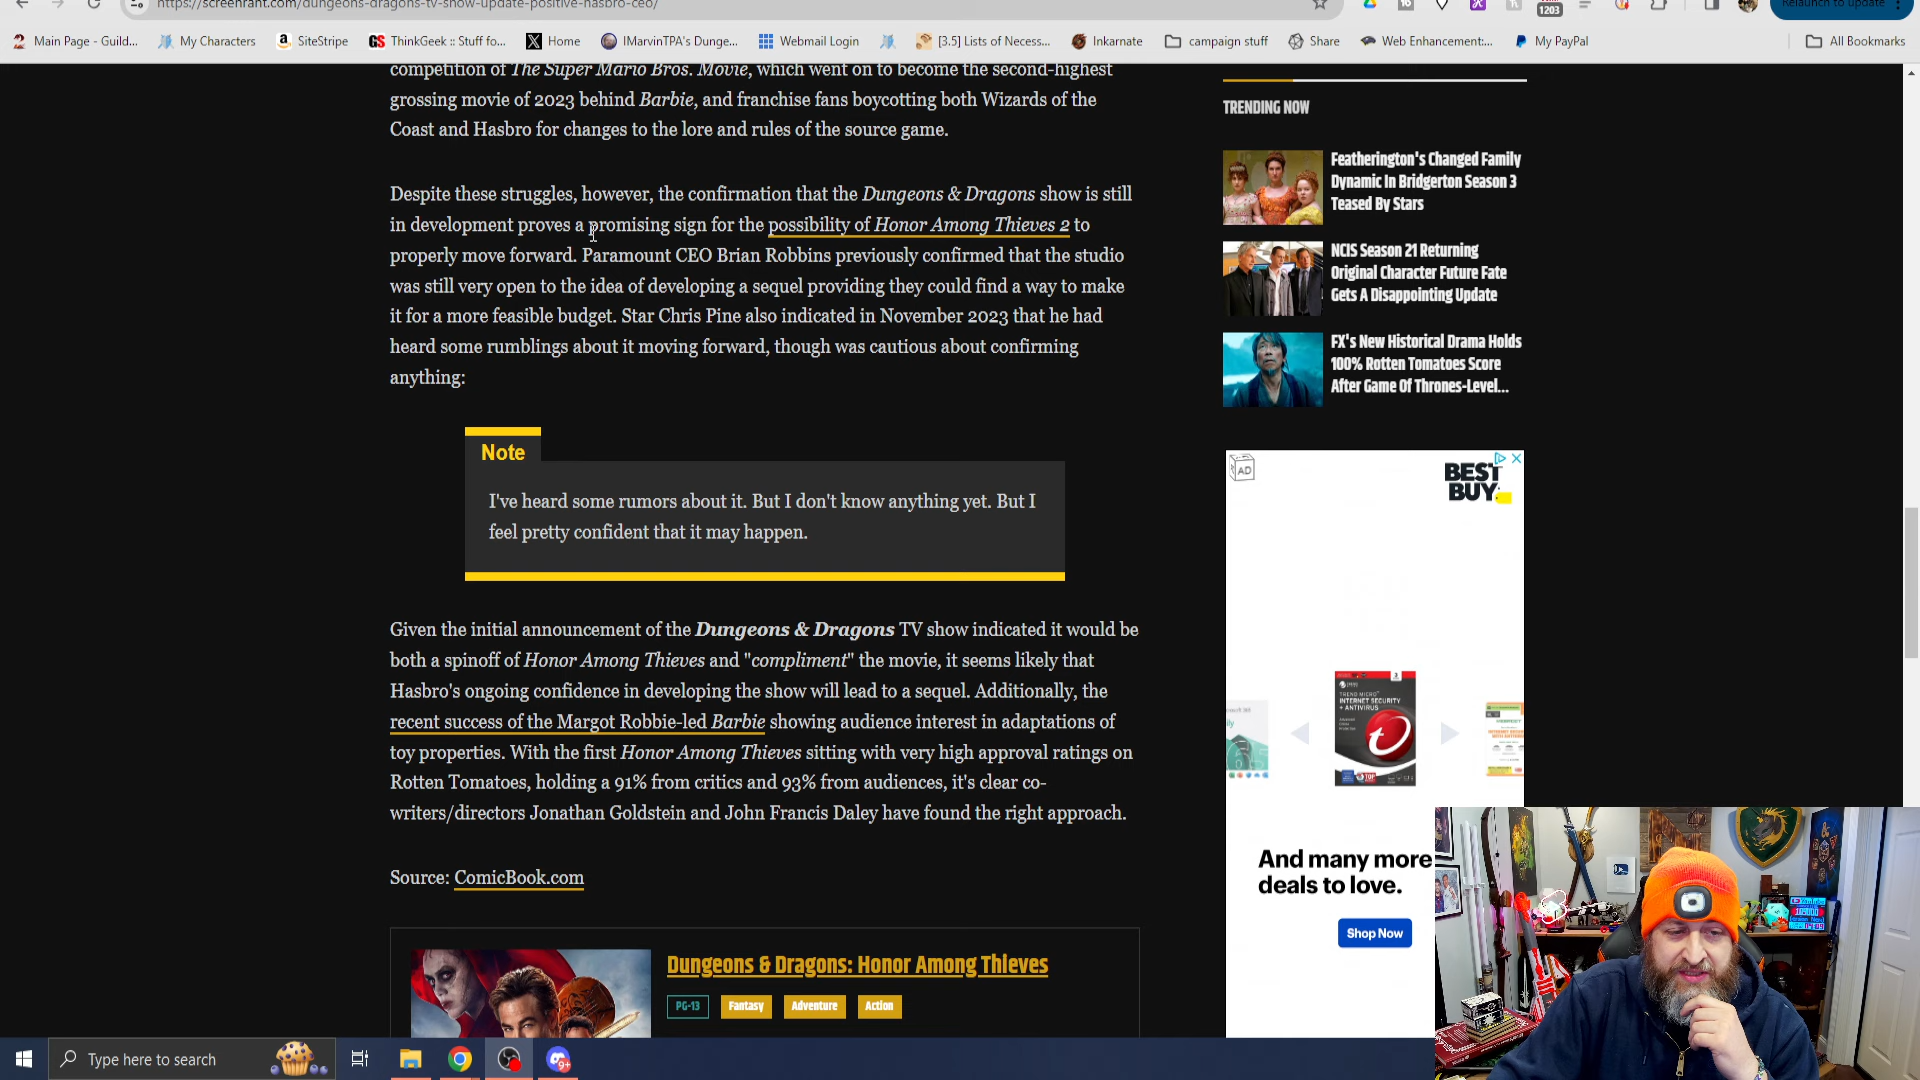 https://screenrant.com/dungeons-dragons-tv-show-update-positive-hasbro-ceo/
1203
Relaunch to update
Main Page - Guild...
My Characters
SiteStripe
ThinkGeek :: Stuff fo...
Home
IMarvinTPA's Dunge...
Webmail Login
[3.5] Lists of Necess...
Inkarnate
campaign stuff
Share
Web Enhancement:...
My PayPal
All Bookmarks
competition of The Super Mario Bros. Movie, which went on to become the second-highest
grossing movie of 2023 behind Barbie, and franchise fans boycotting both Wizards of the
Coast and Hasbro for changes to the lore and rules of the source game.
Despite these struggles, however, the confirmation that the Dungeons & Dragons show is still
in development proves a promising sign for the possibility of Honor Among Thieves 2 to
properly move forward. Paramount CEO Brian Robbins previously confirmed that the studio
was still very open to the idea of developing a sequel providing they could find a way to make
it for a more feasible budget. Star Chris Pine also indicated in November 2023 that he had
heard some rumblings about it moving forward, though was cautious about confirming
anything:
Note
I've heard some rumors about it. But I don't know anything yet. But I
feel pretty confident that it may happen.
Given the initial announcement of the Dungeons & Dragons TV show indicated it would be
both a spinoff of Honor Among Thieves and "compliment" the movie, it seems likely that
Hasbro's ongoing confidence in developing the show will lead to a sequel. Additionally, the
recent success of the Margot Robbie-led Barbie showing audience interest in adaptations of
toy properties. With the first Honor Among Thieves sitting with very high approval ratings on
Rotten Tomatoes, holding a 91% from critics and 93% from audiences, it's clear co-
writers/directors Jonathan Goldstein and John Francis Daley have found the right approach.
Source: ComicBook.com
Dungeons & Dragons: Honor Among Thieves
PG-13
Fantasy
Adventure
Action
TRENDING NOW
Featherington's Changed Family
Dynamic In Bridgerton Season 3
Teased By Stars
NCIS Season 21 Returning
Original Character Future Fate
Gets A Disappointing Update
FX's New Historical Drama Holds
100% Rotten Tomatoes Score
After Game Of Thrones-Level...
AD
BEST
BUY
TREND MICRO
INTERNET SECURITY
+ ANTIVIRUS
And many more
deals to love.
Shop Now
Type here to search
9+